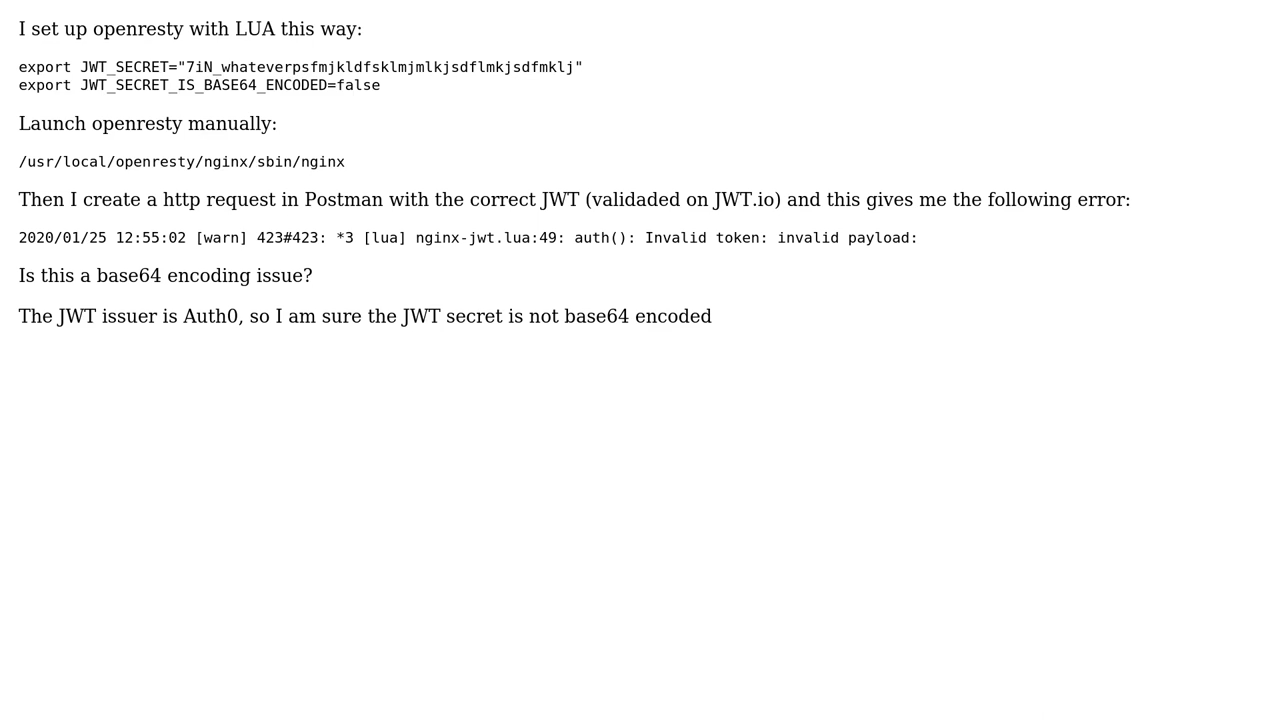 I set up openresty with LUA this way:
export JWT_SECRET="7iN_whateverpsfmjkldfsklmjmlkjsdflmkjsdfmklj"
export JWT_SECRET_IS_BASE64_ENCODED=false
Launch openresty manually:
/usr/local/openresty/nginx/sbin/nginx
Then I create a http request in Postman with the correct JWT (validaded on JWT.io) and this gives me the following error:
2020/01/25 12:55:02 [warn] 423#423: *3 [lua] nginx-jwt.lua:49: auth(): Invalid token: invalid payload:
Is this a base64 encoding issue?
The JWT issuer is Auth0, so I am sure the JWT secret is not base64 encoded